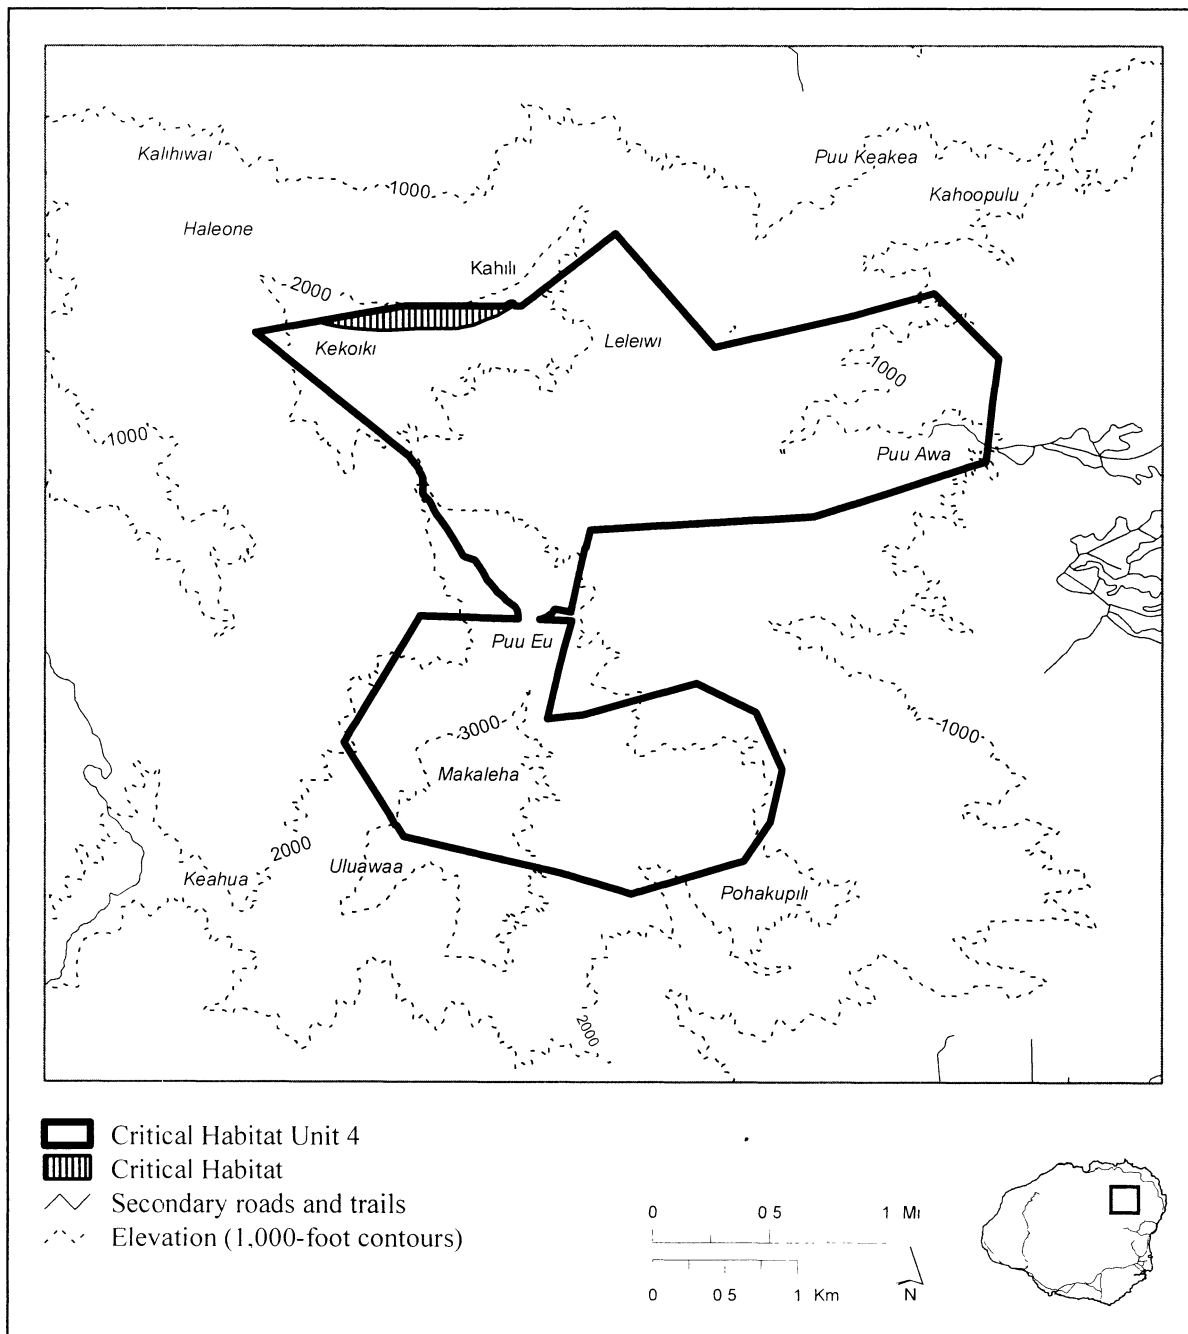 Kalihiwai
Puu Keakea
1000
Kahoopulu
Haleone
Kahili
2000
Kekoiki
Leleiwi
1000
1000
Puu Awa
Puu Eu
3000
1000
Makaleha
2000
Uluawaa
Keahua
Pohakupili
2000
Critical Habitat Unit 4
Critical Habitat
Secondary roads and trails
Elevation (1,000-foot contours)
0 0 5 1 Mi
0 0 5 1 Km
N